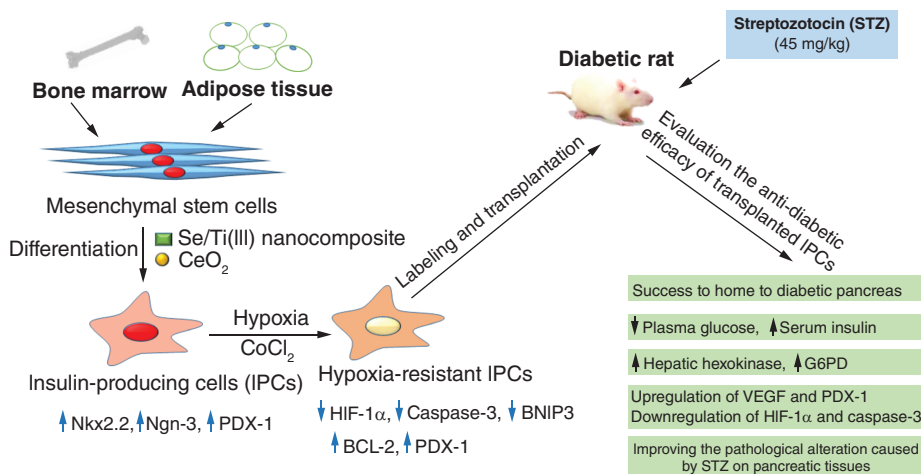 Bone marrow
Adipose tissue
Mesenchymal stem cells
Differentiation
Se/Ti(III) nanocomposite
CeO2
Insulin-producing cells (IPCs)
Nkx2.2, Ngn-3, PDX-1
Hypoxia
CoCl2
Hypoxia-resistant IPCs
HIF-1α, Caspase-3, BNIP3
BCL-2, PDX-1
Labeling and transplantation
Diabetic rat
Streptozotocin (STZ)
(45 mg/kg)
Evaluation the anti-diabetic
efficacy of transplanted IPCs
Success to home to diabetic pancreas
Plasma glucose, Serum insulin
Hepatic hexokinase, G6PD
Upregulation of VEGF and PDX-1
Downregulation of HIF-1α and caspase-3
Improving the pathological alteration caused
by STZ on pancreatic tissues